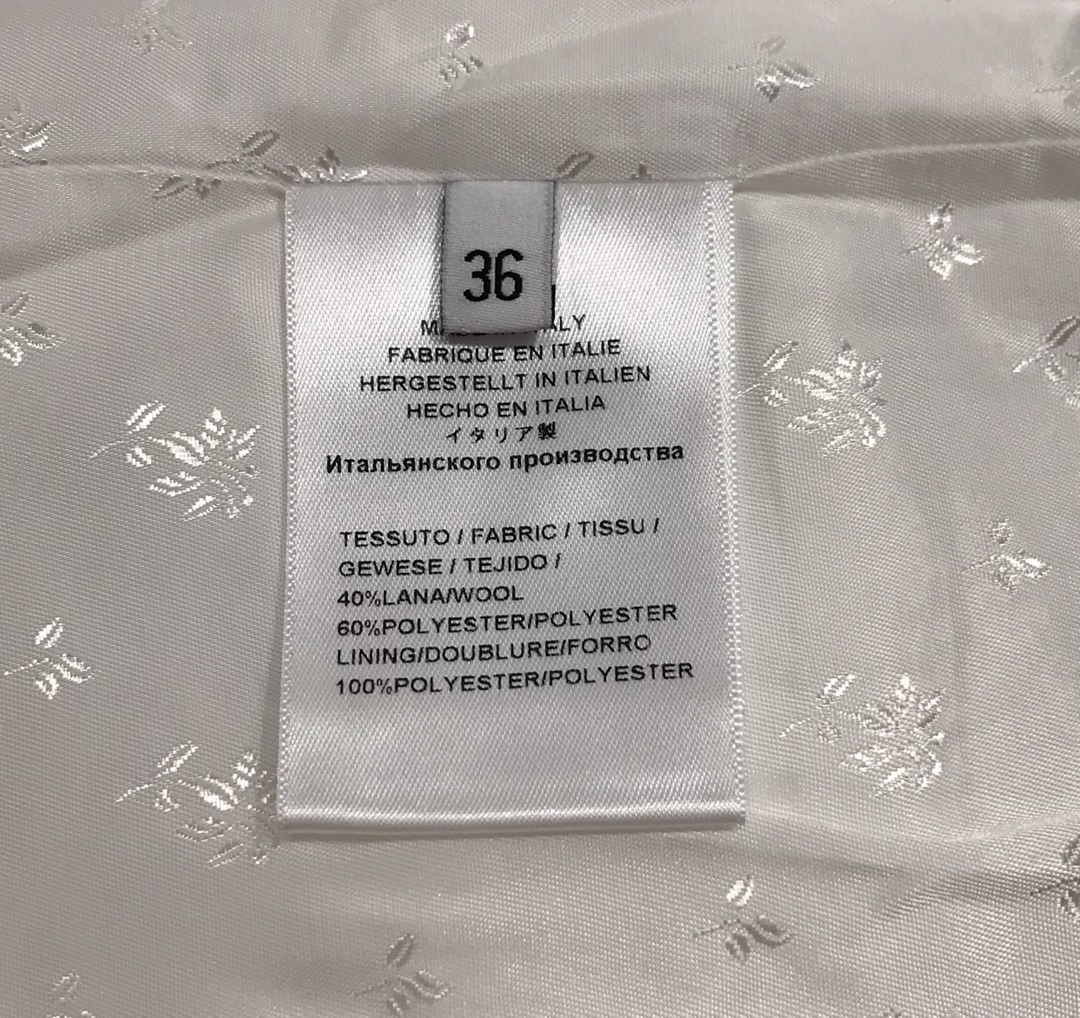 36
FABRIQUE EN ITALIE
HERGESTELLT IN ITALIEN
HECHO EN ITALIA
イタリア製
Итальянского производства
TESSUTO / FABRIC / TISSU /
GEWESE / TEJIDO /
40%LANA/WOOL
60%POLYESTER/POLYESTER
LINING/DOUBLURE/FORRO
100%POLYESTER/POLYESTER